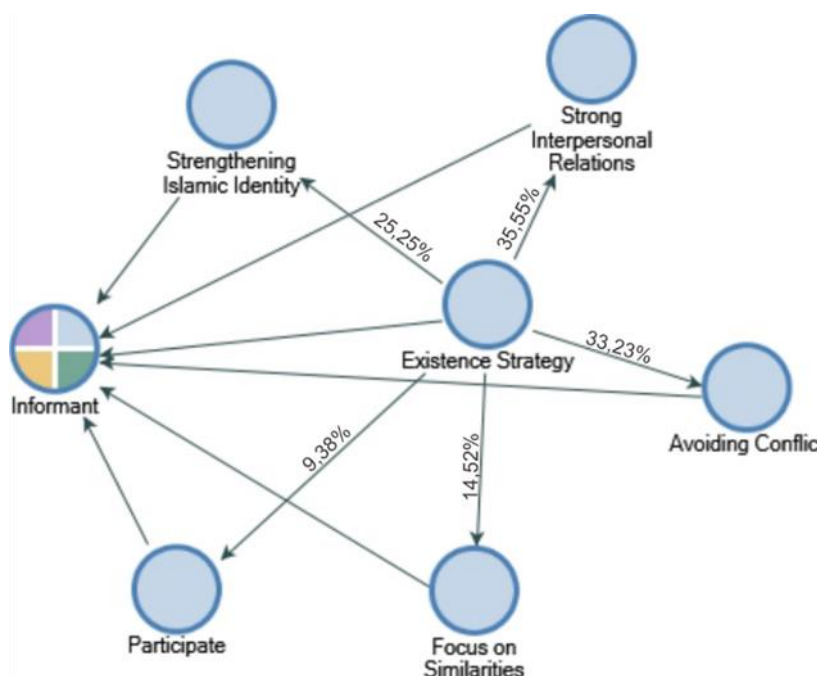 Strong
Interpersonal
Relations
Strengthening
Islamic Identity
25,25%
35,55%
Existence Strategy
33,23%
Informant
Avoiding Conflic
9,38%
14,52%
Participate
Focus on
Similarities